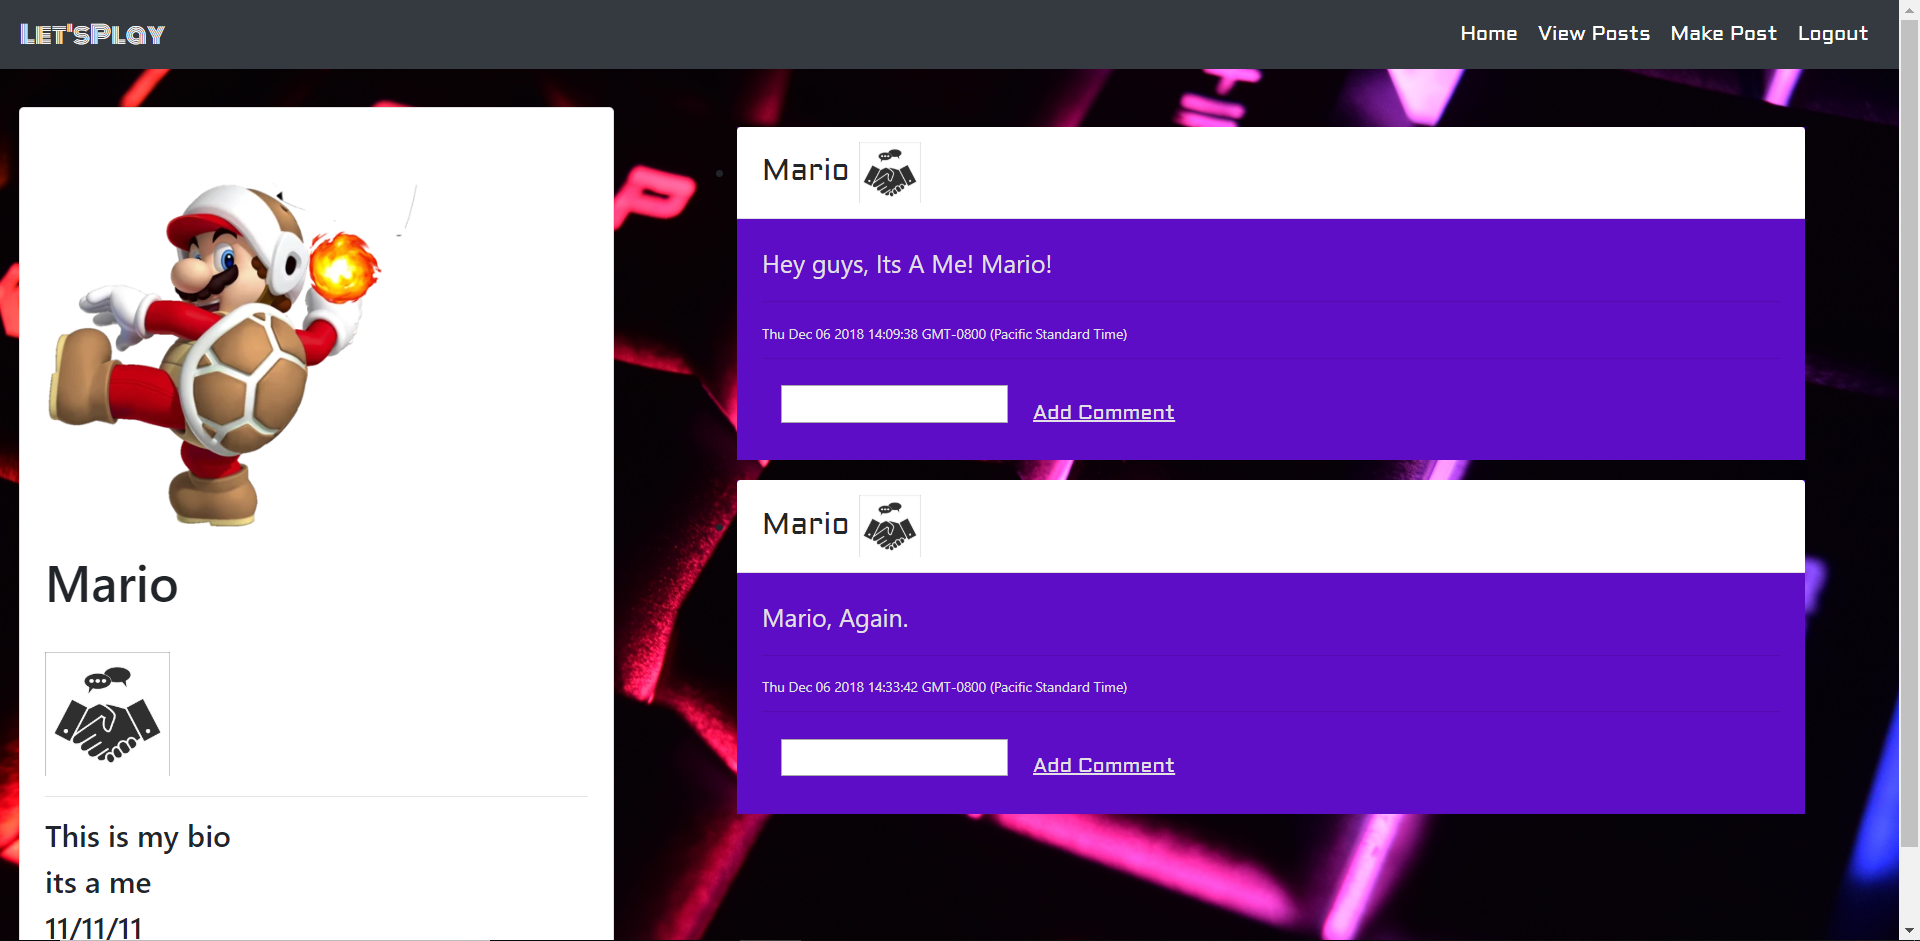 Let'sPlay
Home View Posts Make Post Logout
Mario
This is my bio
its a me
11/11/11
Mario
Hey guys, Its A Me! Mario!
Thu Dec 06 2018 14:09:38 GMT-0800 (Pacific Standard Time)
Add Comment
Mario
Mario, Again.
Thu Dec 06 2018 14:33:42 GMT-0800 (Pacific Standard Time)
Add Comment